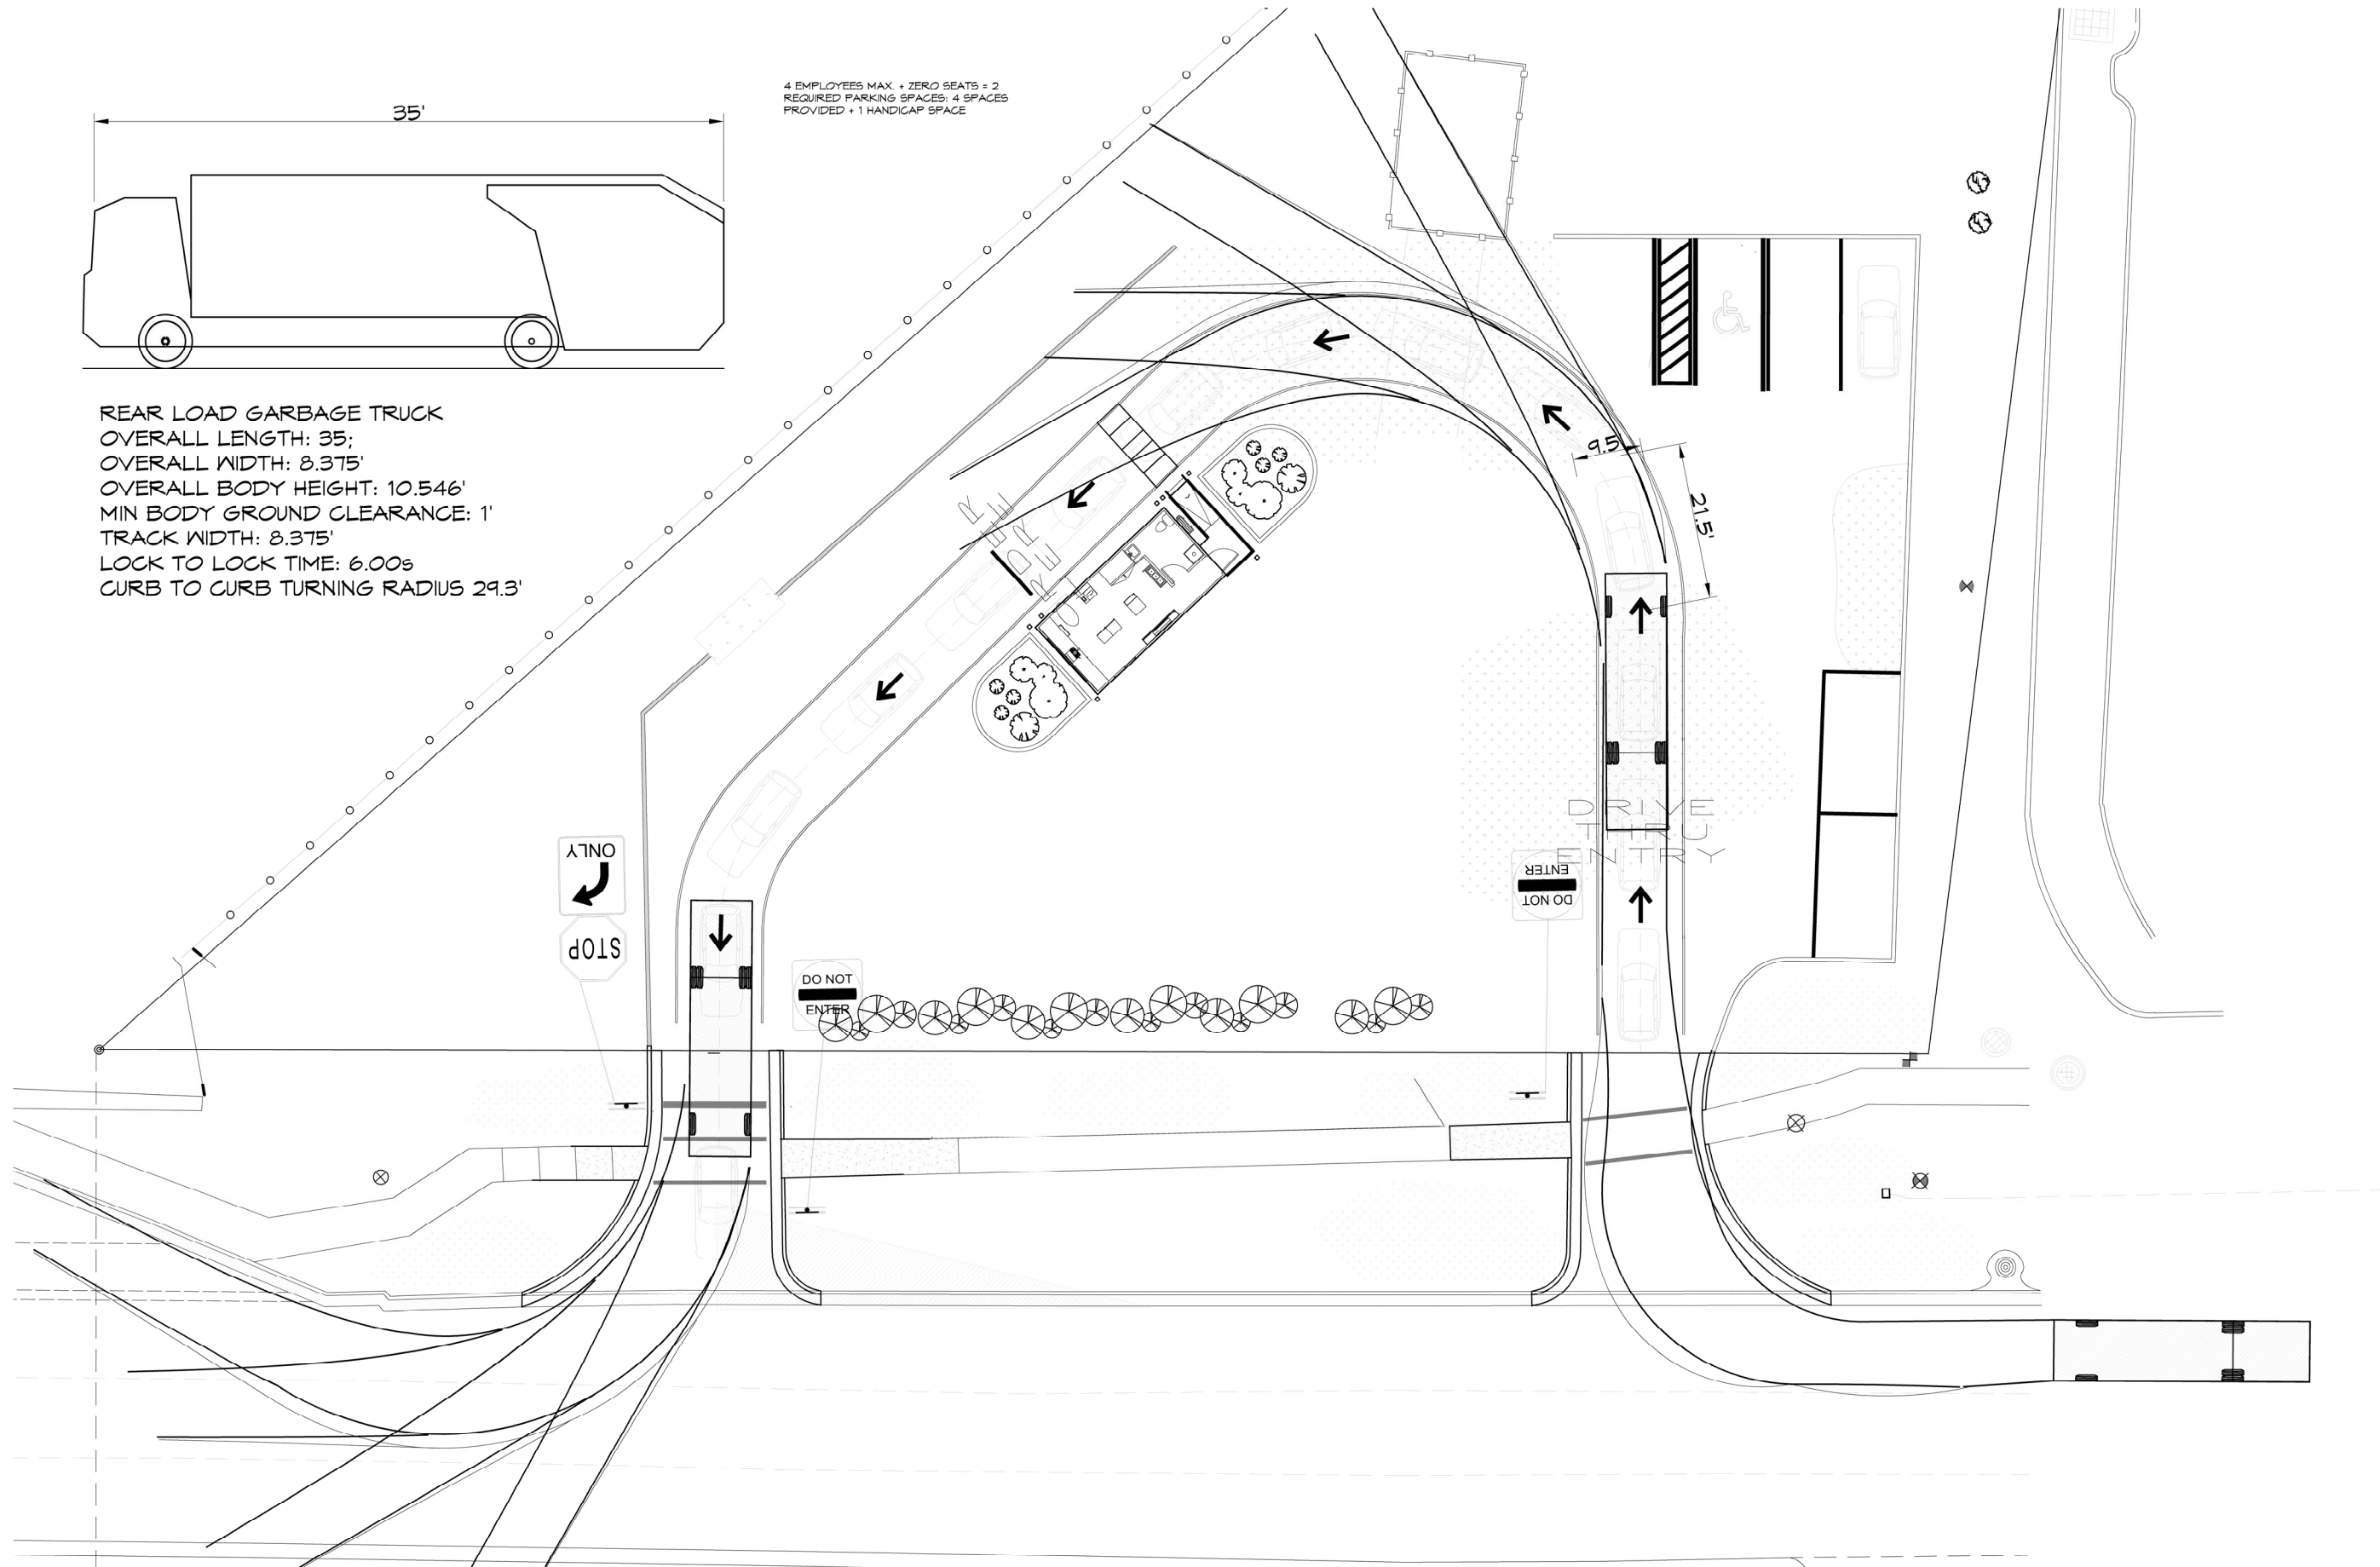 35'
4 EMPLOYEES MAX. + ZERO SEATS = 2
REQUIRED PARKING SPACES: 4 SPACES
PROVIDED + 1 HANDICAP SPACE
REAR LOAD GARBAGE TRUCK
OVERALL LENGTH: 35;
OVERALL WIDTH: 8.375'
OVERALL BODY HEIGHT: 10.546'
MIN BODY GROUND CLEARANCE: 1'
TRACK WIDTH: 8.375'
LOCK TO LOCK TIME: 6.00s
CURB TO CURB TURNING RADIUS 29.3'
9.5'
21.5'
DRIVE
THRU
ENTRY
ONLY
STOP
DO NOT
ENTER
DO NOT
ENTER